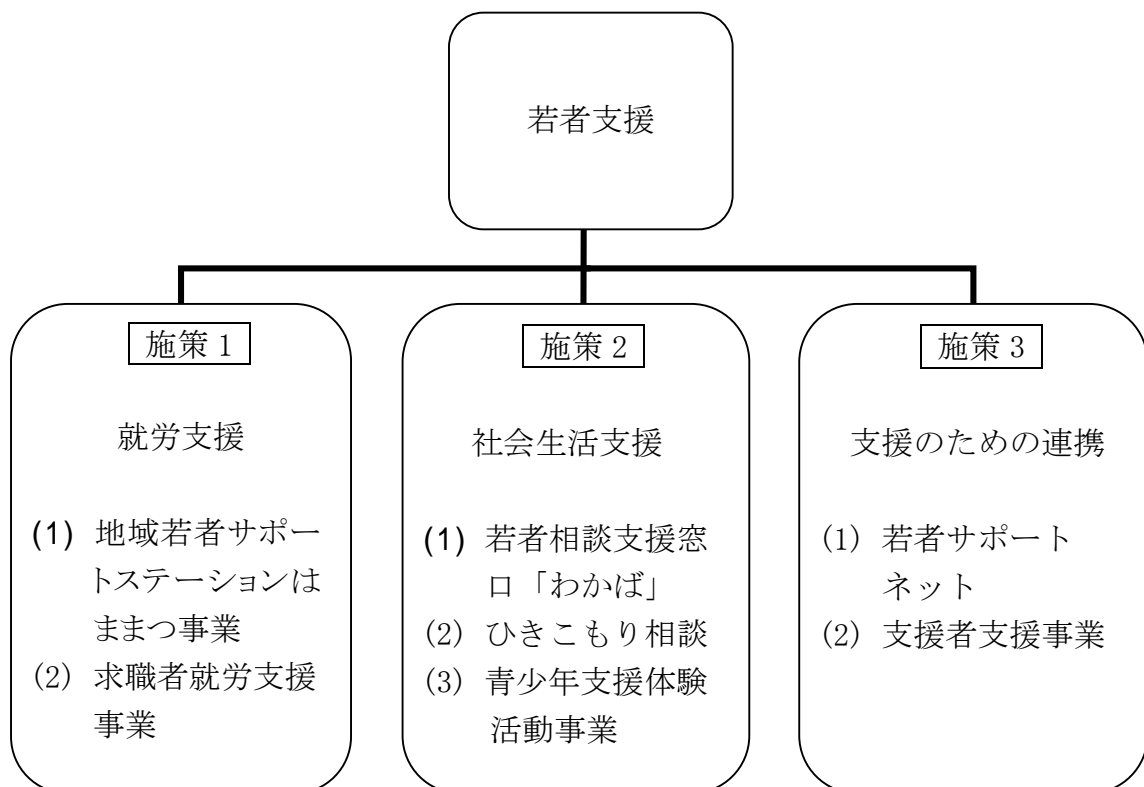 若者支援
施策1
就労支援
(1) 地域若者サポー
トステーションは
ままつ事業
(2) 求職者就労支援
事業
施策2
社会生活支援
(1) 若者相談支援窓
口「わかば」
(2) ひきこもり相談
(3) 青少年支援体験
活動事業
施策3
支援のための連携
(1) 若者サポート
ネット
(2) 支援者支援事業